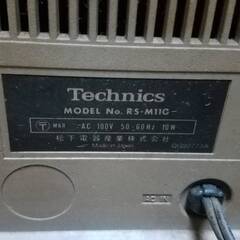 Technics
MODEL No. RS-M11G
AC 100V 50-60Hz 10W
松下電器産業株式会社
Made in Japan